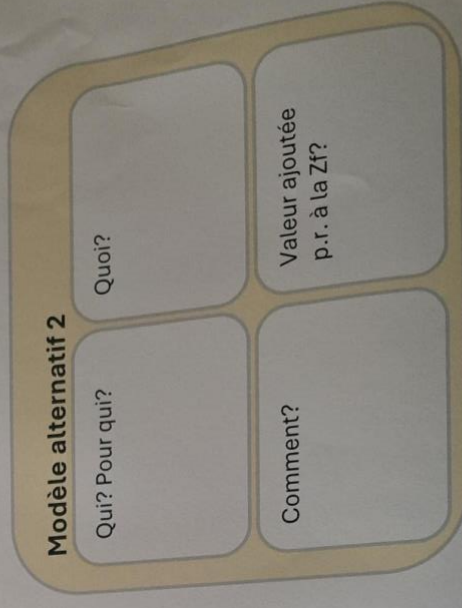 Modèle alternatif 2
Qui? Pour qui?
Quoi?
Comment?
Valeur ajoutée
p.r. à la Zf?